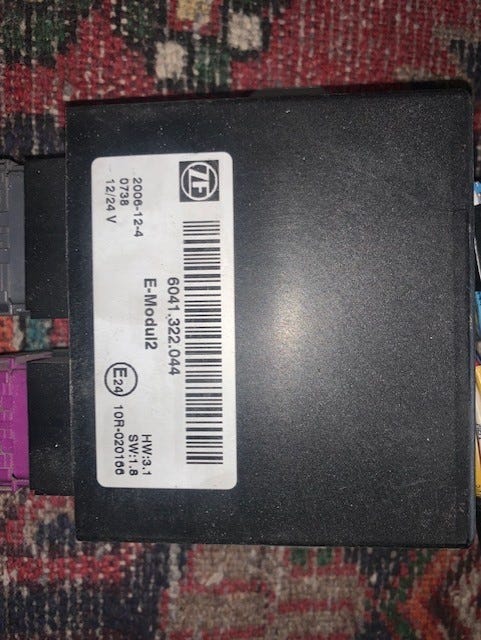 ZF
2006-12-4
0738
12/24 V
6041.322.044
E-Modul2
E24 10R-020166
HW:3.1
SW:1.8